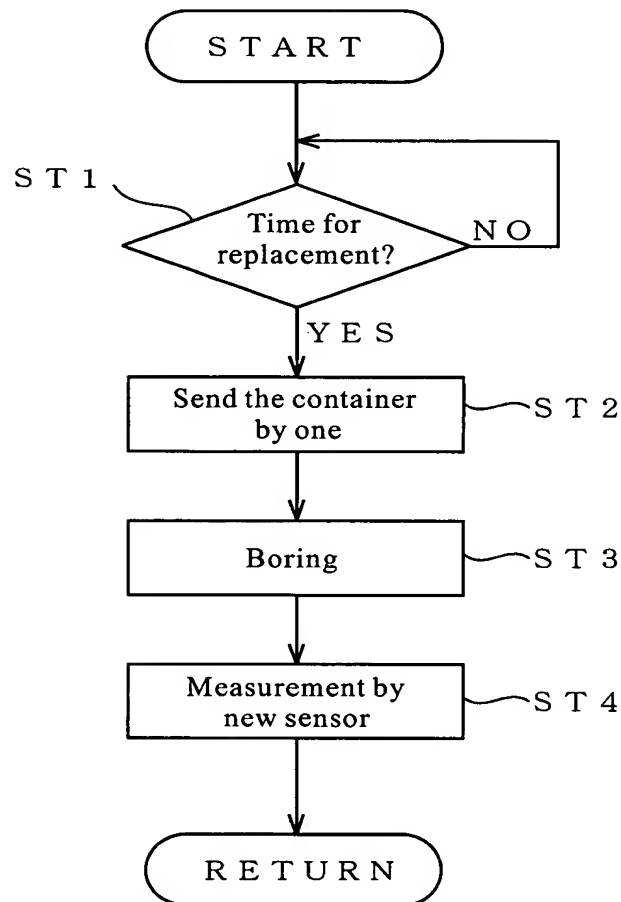 START
ST1
Time for
replacement?
NO
YES
Send the container
by one
ST2
Boring
ST3
Measurement by
new sensor
ST4
RETURN